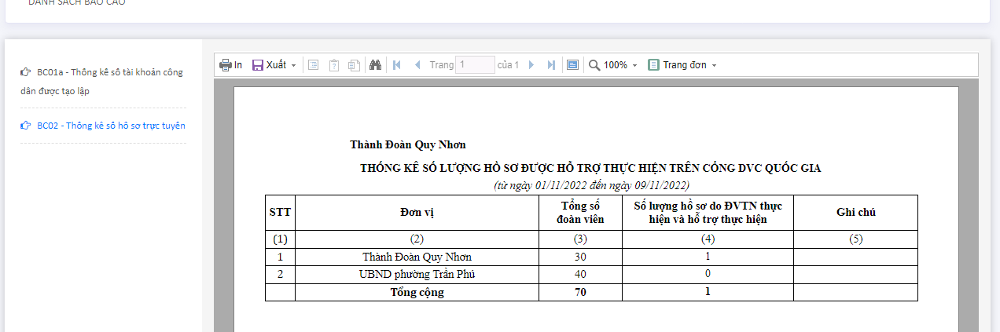 DANH SÁCH BÁO CÁO
BC01a - Thống kê số tài khoản công
dân được tạo lập
BC02 - Thống kê số hồ sơ trực tuyến
In Xuất Trang 1 của 1 100% Trang đơn
Thành Đoàn Quy Nhơn
THỐNG KÊ SỐ LƯỢNG HỒ SƠ ĐƯỢC HỖ TRỢ THỰC HIỆN TRÊN CỔNG DVC QUỐC GIA
(từ ngày 01/11/2022 đến ngày 09/11/2022)
STT Đơn vị Tổng số đoàn viên Số lượng hồ sơ do ĐVTN thực hiện và hỗ trợ thực hiện Ghi chú
(1) (2) (3) (4) (5)
1 Thành Đoàn Quy Nhơn 30 1
2 UBND phường Trần Phú 40 0
Tổng cộng 70 1